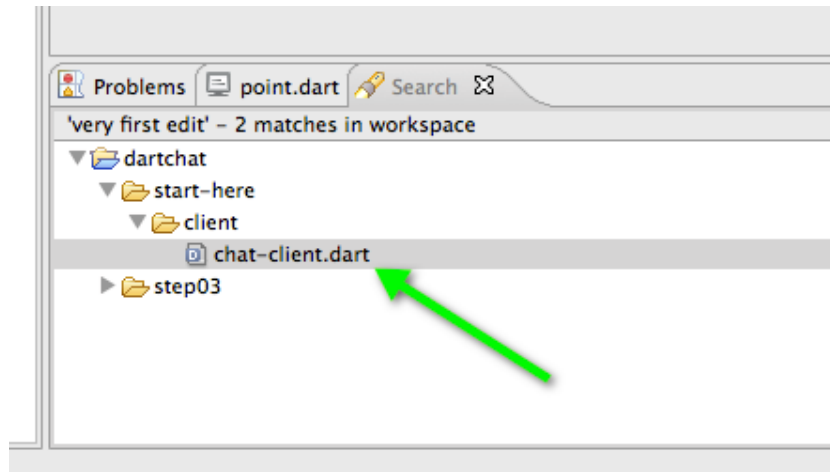 Problems point.dart Search
'very first edit' – 2 matches in workspace
dartchat
start-here
client
chat-client.dart
step03